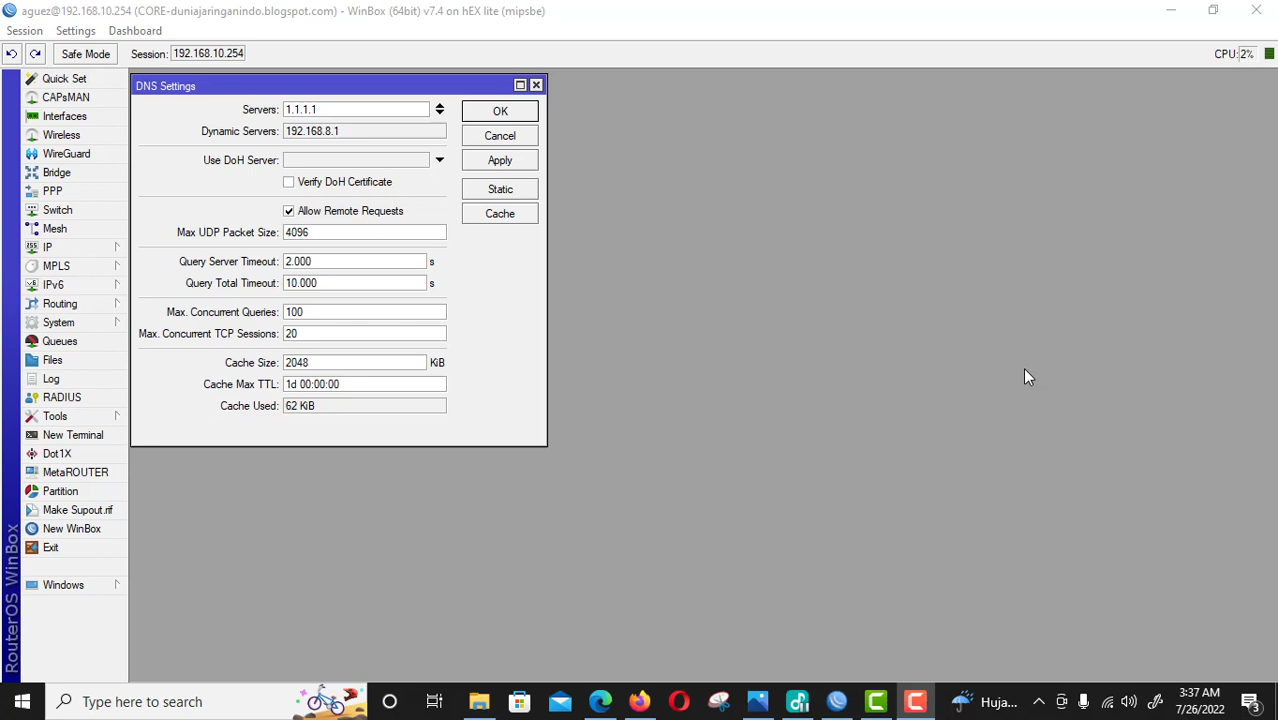 aguez@192.168.10.254 (CORE-duniajaringanindo.blogspot.com) - WinBox (64bit) v7.4 on hEX lite (mipsbe)
Session Settings Dashboard
Safe Mode Session: 192.168.10.254 CPU: 2%
Quick Set
CAPsMAN
Interfaces
Wireless
WireGuard
Bridge
PPP
Switch
Mesh
IP
MPLS
IPv6
Routing
System
Queues
Files
Log
RADIUS
Tools
New Terminal
Dot1X
MetaROUTER
Partition
Make Supout.rif
New WinBox
Exit
Windows
RouterOS WinBox
DNS Settings
Servers: 1.1.1.1
Dynamic Servers: 192.168.8.1
Use DoH Server:
Verify DoH Certificate
Allow Remote Requests
Max UDP Packet Size: 4096
Query Server Timeout: 2.000 s
Query Total Timeout: 10.000 s
Max. Concurrent Queries: 100
Max. Concurrent TCP Sessions: 20
Cache Size: 2048 KiB
Cache Max TTL: 1d 00:00:00
Cache Used: 62 KiB
OK
Cancel
Apply
Static
Cache
Type here to search
Huja...
3:37 AM
7/26/2022
3